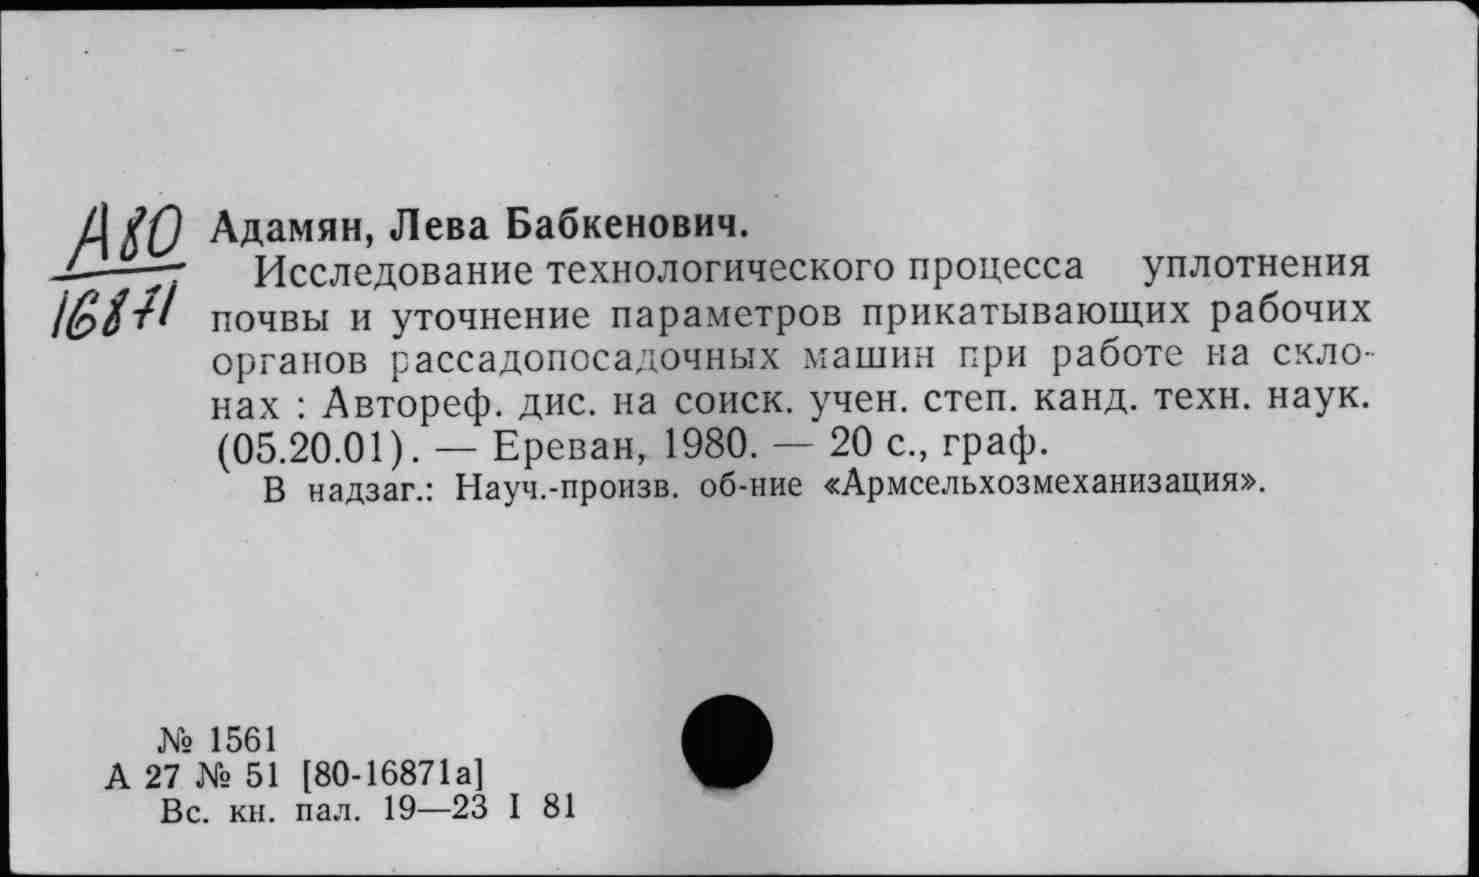 А80
16871
Адамян, Лева Бабкенович.
Исследование технологического процесса уплотнения
почвы и уточнение параметров прикатывающих рабочих
органов рассадопосадочных машин при работе на скло-
нах : Автореф. дис. на соиск. учен. степ. канд. техн. наук.
(05.20.01). — Ереван, 1980. — 20 с., граф.
В надзаг.: Науч.-произв. об-ние «Армсельхозмеханизация».
№ 1561
А 27 № 51 [80-16871а]
Вс. кн. пал. 19—23 I 81